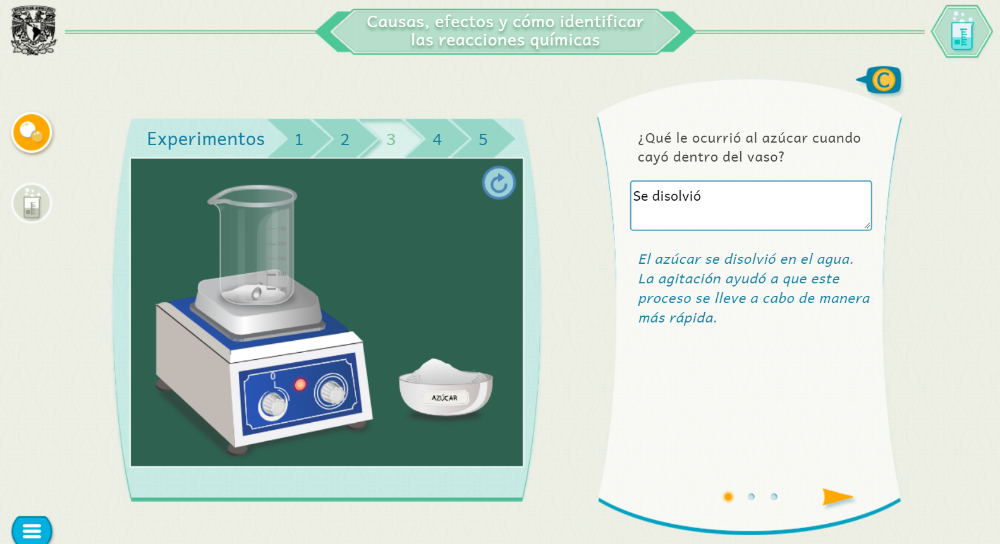 Causas, efectos y cómo identificar
las reacciones químicas
C
Experimentos 1 2 3 4 5
¿Qué le ocurrió al azúcar cuando
cayó dentro del vaso?
Se disolvió
El azúcar se disolvió en el agua.
La agitación ayudó a que este
proceso se lleve a cabo de manera
más rápida.
200
100
0
AZÚCAR